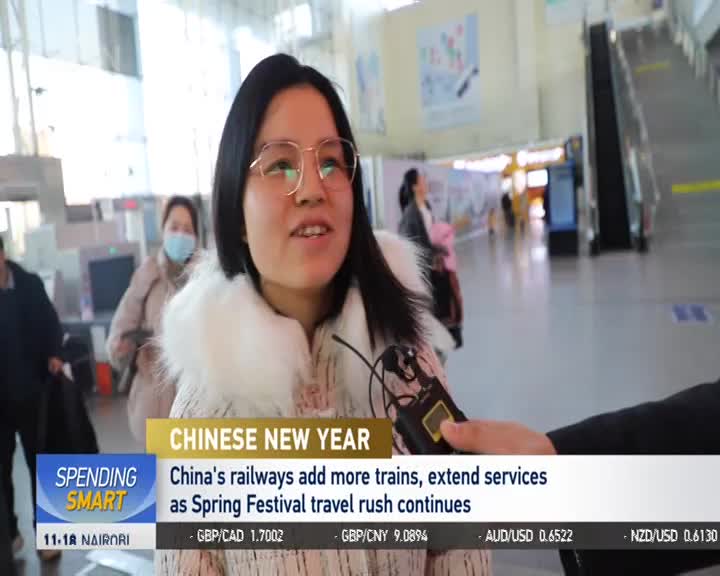 CHINESE NEW YEAR
SPENDING
SMART
China's railways add more trains, extend services
as Spring Festival travel rush continues
11:18 NAIROBI
- GBP/CAD 1.7002 - GBP/CNY 9.0894 - AUD/USD 0.6522 - NZD/USD 0.6130